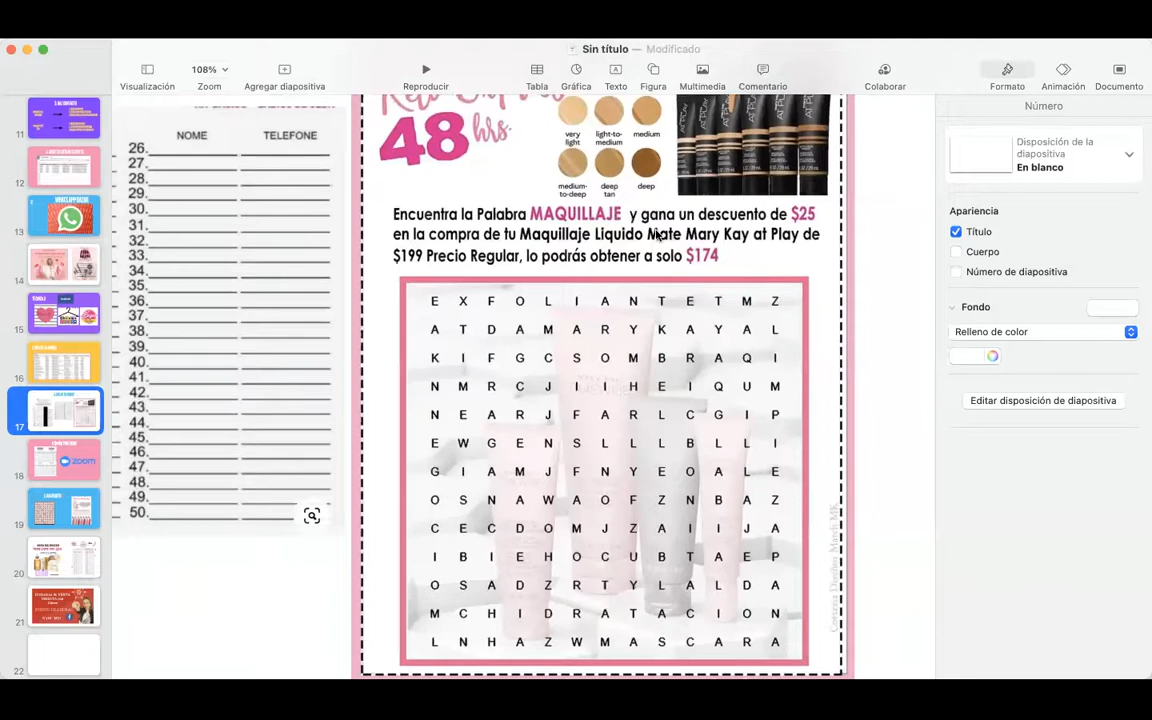 Sin título — Modificado
Visualización
108%
Zoom
Agregar diapositiva
Reproducir
Tabla
Gráfica
Texto
Figura
Multimedia
Comentario
Colaborar
Formato
Animación
Documento
11
12
13
14
15
16
17
18
19
20
21
22
zoom
NOME TELEFONE
26.
27.
28.
29.
30.
31.
32.
33.
34.
35.
36.
37.
38.
39.
40.
41.
42.
43.
44.
45.
46.
47.
48.
49.
50.
48 hrs.
very light
light-to-medium
medium
medium-to-deep
deep tan
deep
Encuentra la Palabra MAQUILLAJE y gana un descuento de $25
en la compra de tu Maquillaje Liquido Mate Mary Kay at Play de
$199 Precio Regular, lo podrás obtener a solo $174
E X F O L I A N T E T M Z
A T D A M A R Y K A Y A L
K I F G C S O M B R A Q I
N M R C J I I H E I Q U M
N E A R J F A R L C G I P
E W G E N S L L L B L L I
G I A M J F N Y E O A L E
O S N A W A O F Z N B A Z
C E C D O M J Z A I I J A
I B I E H O C U B T A E P
O S A D Z R T Y L A L D A
M C H I D R A T A C I O N
L N H A Z W M A S C A R A
Número
Disposición de la
diapositiva
En blanco
Apariencia
Título
Cuerpo
Número de diapositiva
Fondo
Relleno de color
Editar disposición de diapositiva